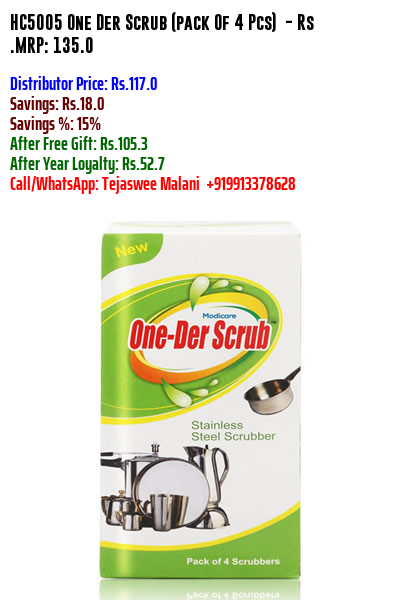 HC5005 One Der Scrub (pack Of 4 Pcs) - Rs
.MRP: 135.0
Distributor Price: Rs.117.0
Savings: Rs.18.0
Savings %: 15%
After Free Gift: Rs.105.3
After Year Loyalty: Rs.52.7
Call/WhatsApp: Tejaswee Malani +919913378628
New
Modicare
One-Der Scrub™
Stainless
Steel Scrubber
Pack of 4 Scrubbers